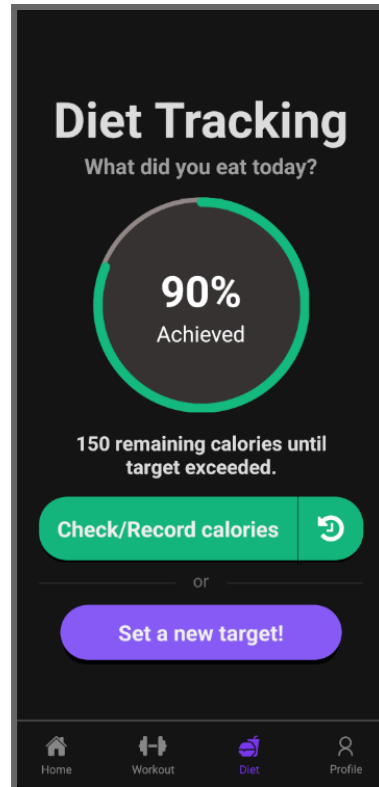 Diet Tracking
What did you eat today?
90%
Achieved
150 remaining calories until
target exceeded.
Check/Record calories
or
Set a new target!
Home Workout Diet Profile